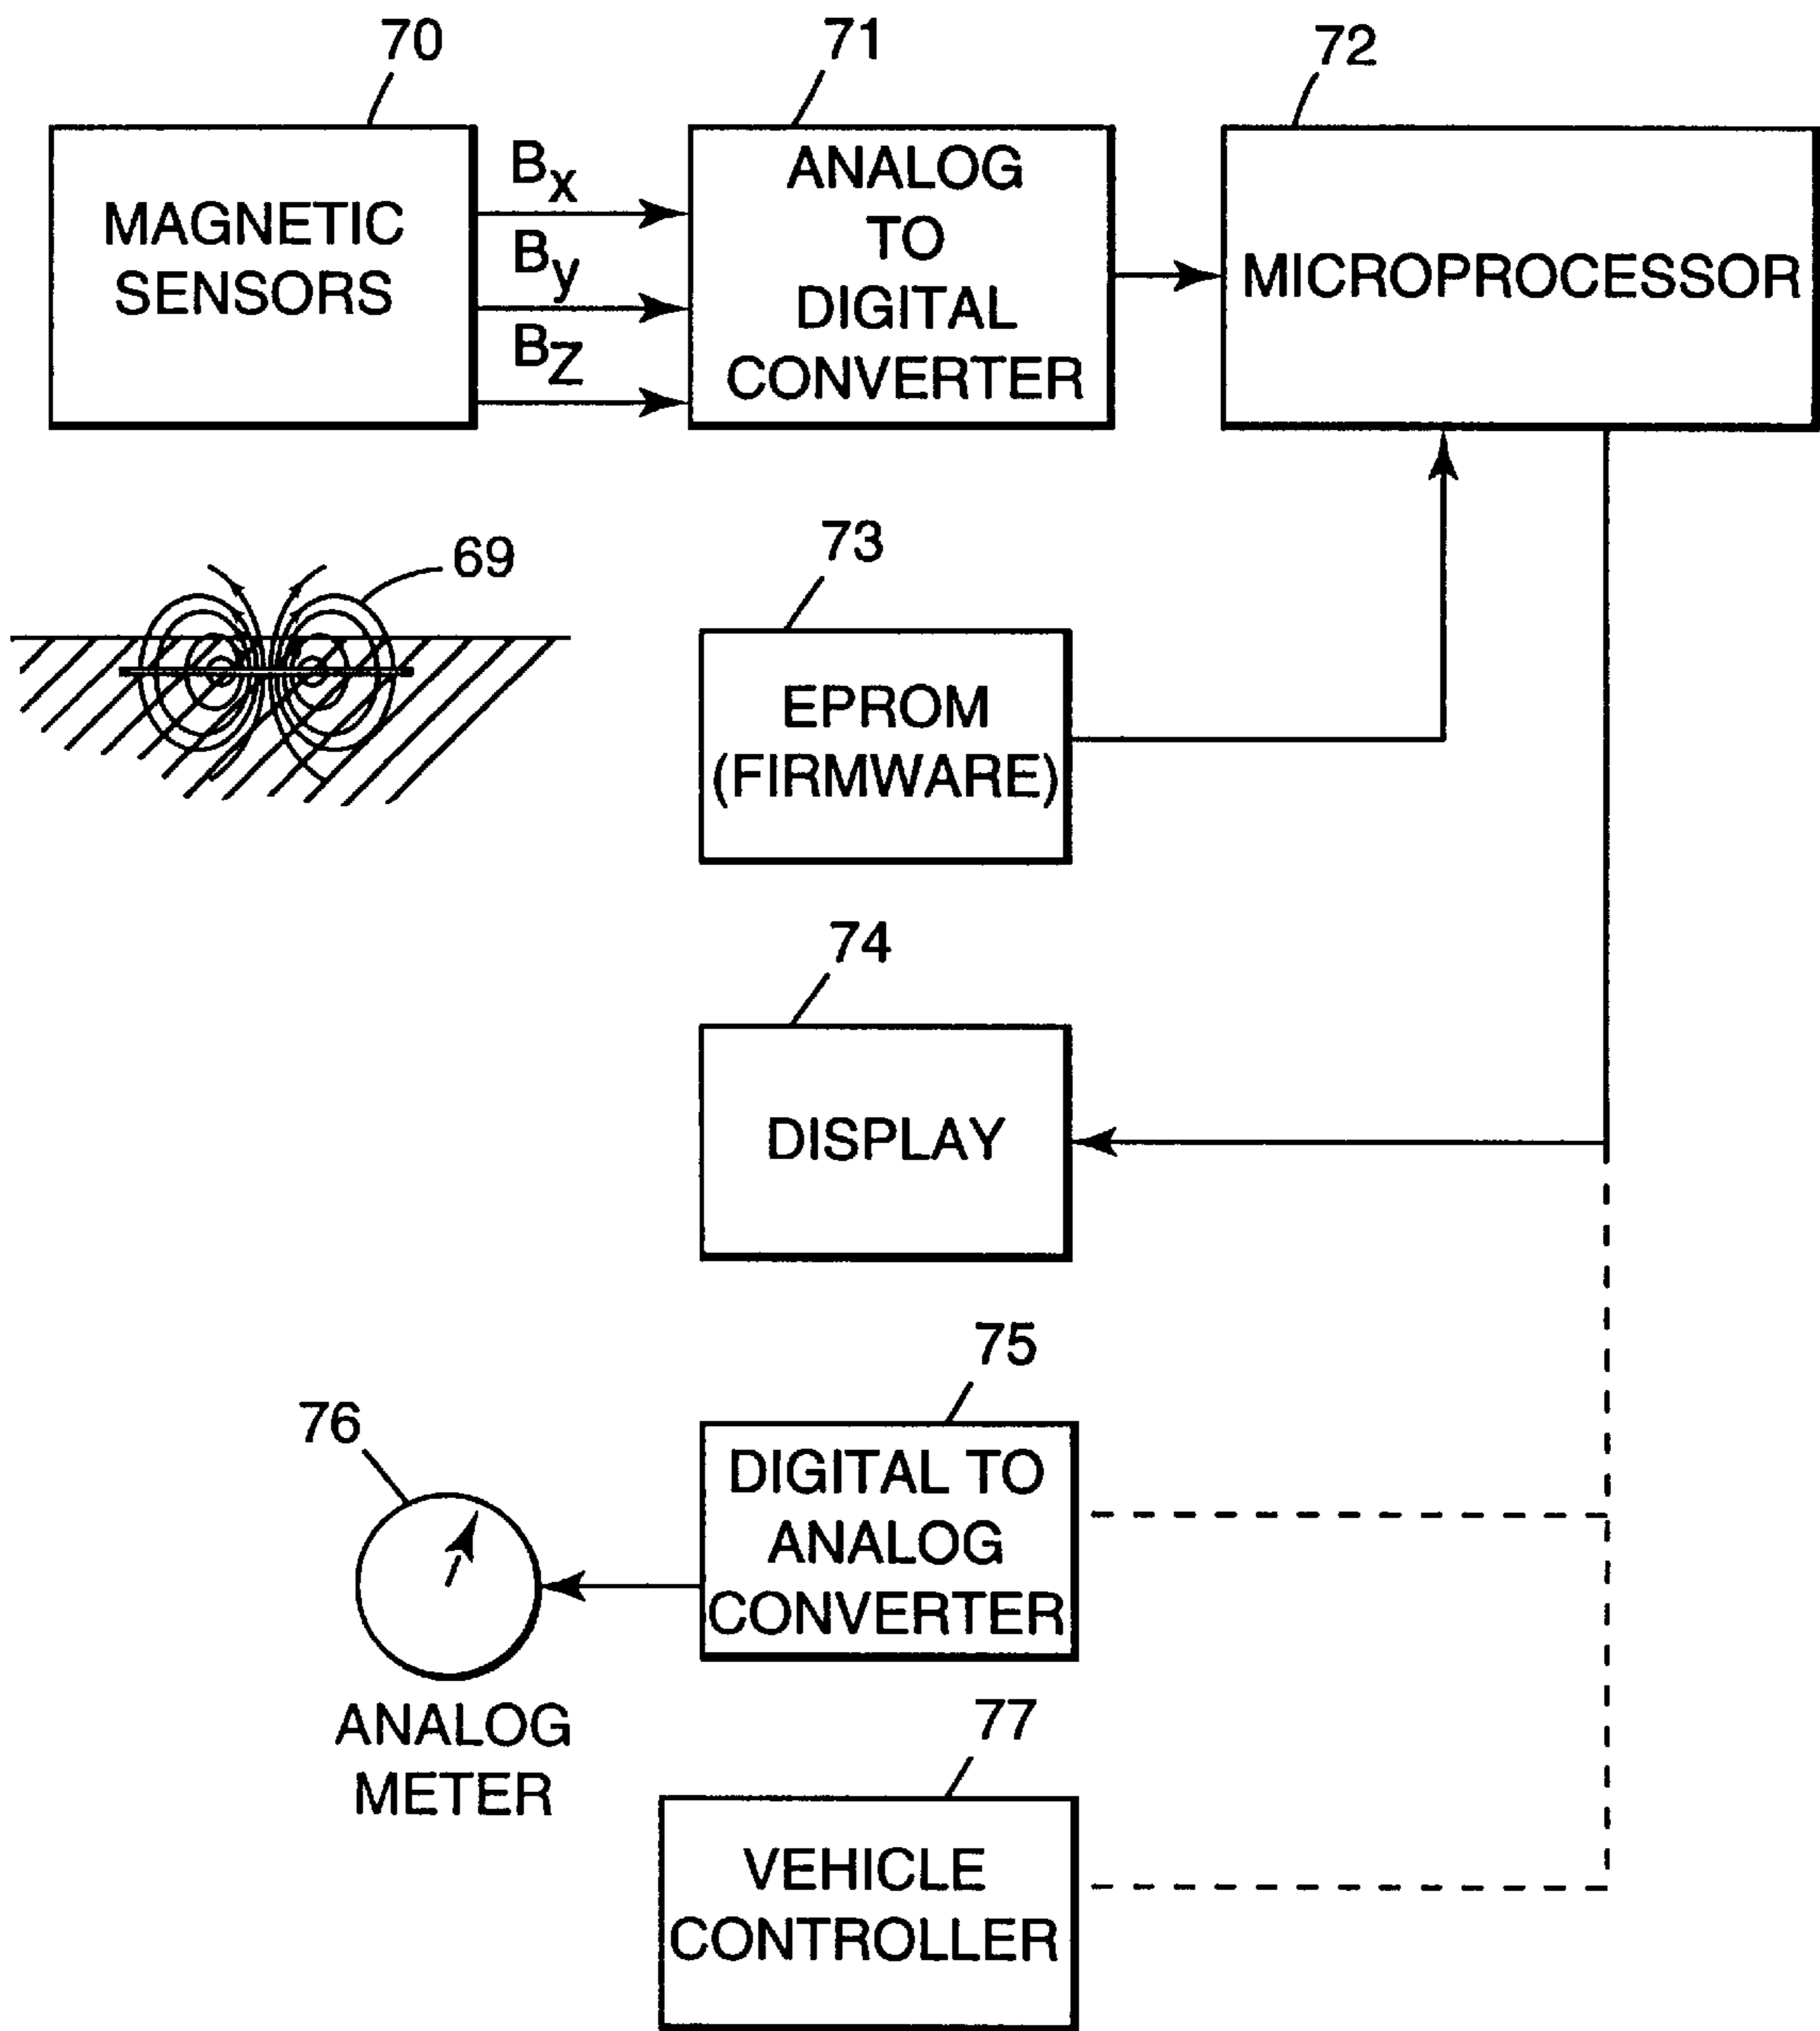 70
71
72
MAGNETIC
SENSORS
Bx
By
BZ
ANALOG
TO
DIGITAL
CONVERTER
MICROPROCESSOR
69
73
EPROM
(FIRMWARE)
74
DISPLAY
75
DIGITAL TO
ANALOG
CONVERTER
76
ANALOG
METER
77
VEHICLE
CONTROLLER